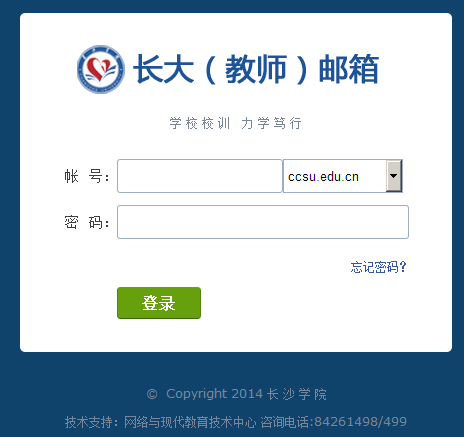 长大（教师）邮箱
学校校训 力学笃行
帐 号： ccsu.edu.cn
密 码：
忘记密码？
登录
© Copyright 2014 长沙学院
技术支持：网络与现代教育技术中心 咨询电话:84261498/499